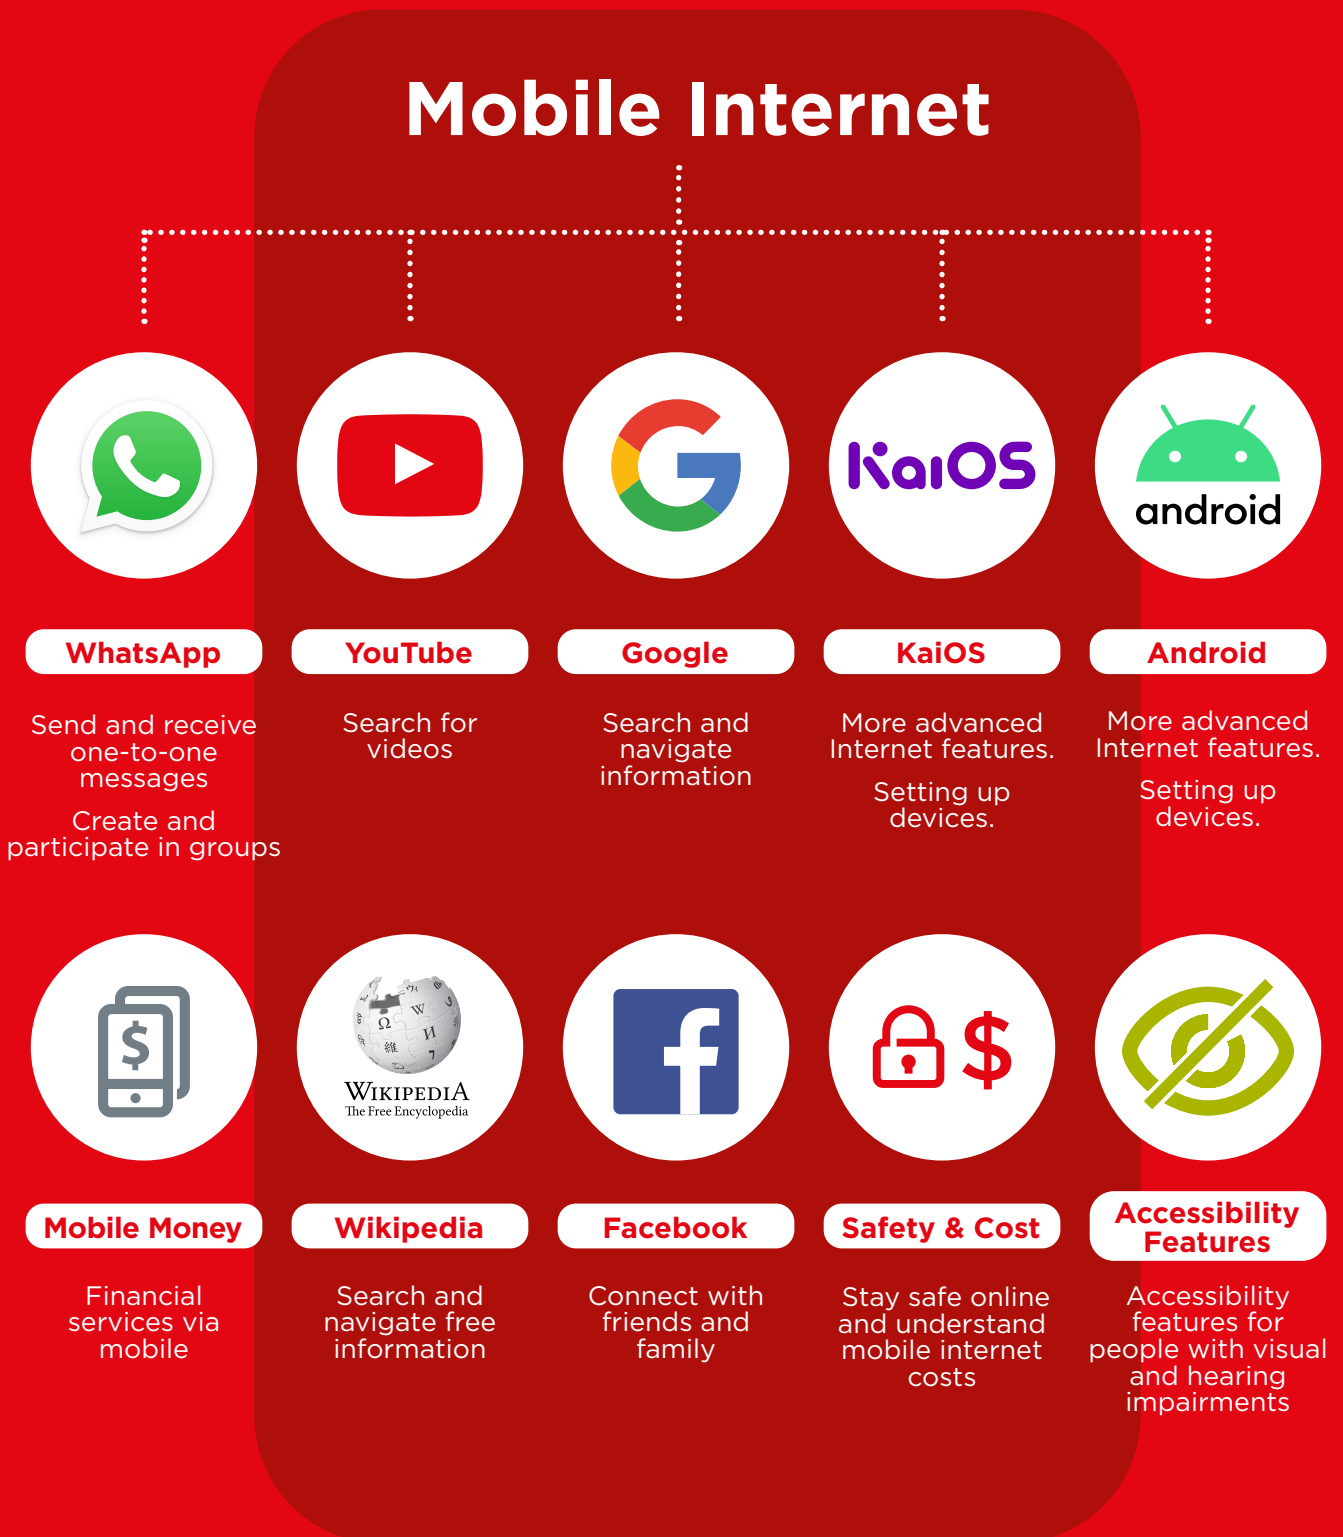 Mobile Internet
KaiOS
android
WhatsApp
Send and receive
one-to-one
messages
Create and
participate in groups
YouTube
Search for
videos
Google
Search and
navigate
information
KaiOS
More advanced
Internet features.
Setting up
devices.
Android
More advanced
Internet features.
Setting up
devices.
$
Ω
W
И
維
7
WIKIPEDIA
The Free Encyclopedia
f
$
Mobile Money
Financial
services via
mobile
Wikipedia
Search and
navigate free
information
Facebook
Connect with
friends and
family
Safety & Cost
Stay safe online
and understand
mobile internet
costs
Accessibility
Features
Accessibility
features for
people with visual
and hearing
impairments